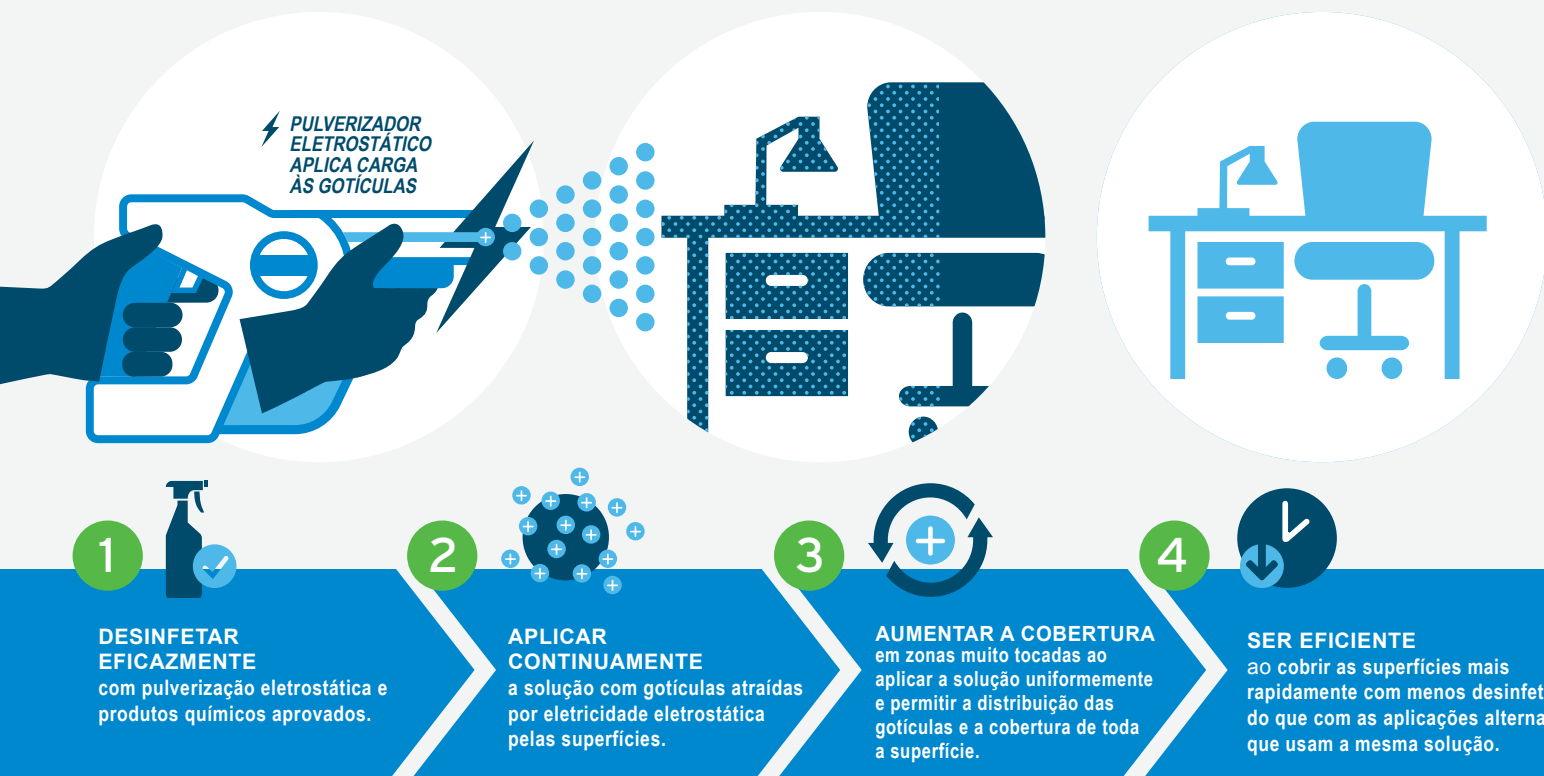 PULVERIZADOR
ELETROSTÁTICO
APLICA CARGA
ÀS GOTÍCULAS
1
DESINFETAR
EFICAZMENTE
com pulverização eletrostática e
produtos químicos aprovados.
2
APLICAR
CONTINUAMENTE
a solução com gotículas atraídas
por eletricidade eletrostática
pelas superfícies.
3
AUMENTAR A COBERTURA
em zonas muito tocadas ao
aplicar a solução uniformemente
e permitir a distribuição das
gotículas e a cobertura de toda
a superfície.
4
SER EFICIENTE
ao cobrir as superfícies mais
rapidamente com menos
do que com as aplicações
que usam a mesma solução.